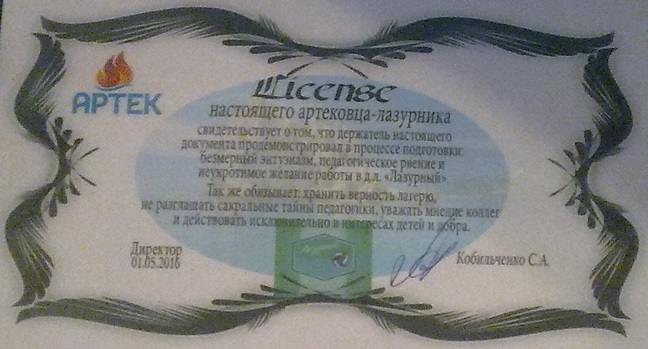 АРТЕК
License
настоящего артековца-лазурника
свидетельствует о том, что держатель настоящего
документа продемонстрировал в процессе подготовки:
безмерный энтузиазм, педагогическое рвение и
неукротимое желание работы в д.л. «Лазурный».
Так же обязывает: хранить верность лагерю,
не разглашать сакральные тайны педагогики, уважать мнение коллег
и действовать исключительно в интересах детей и добра.
Директор
01.05.2016
Кобильченко С.А.